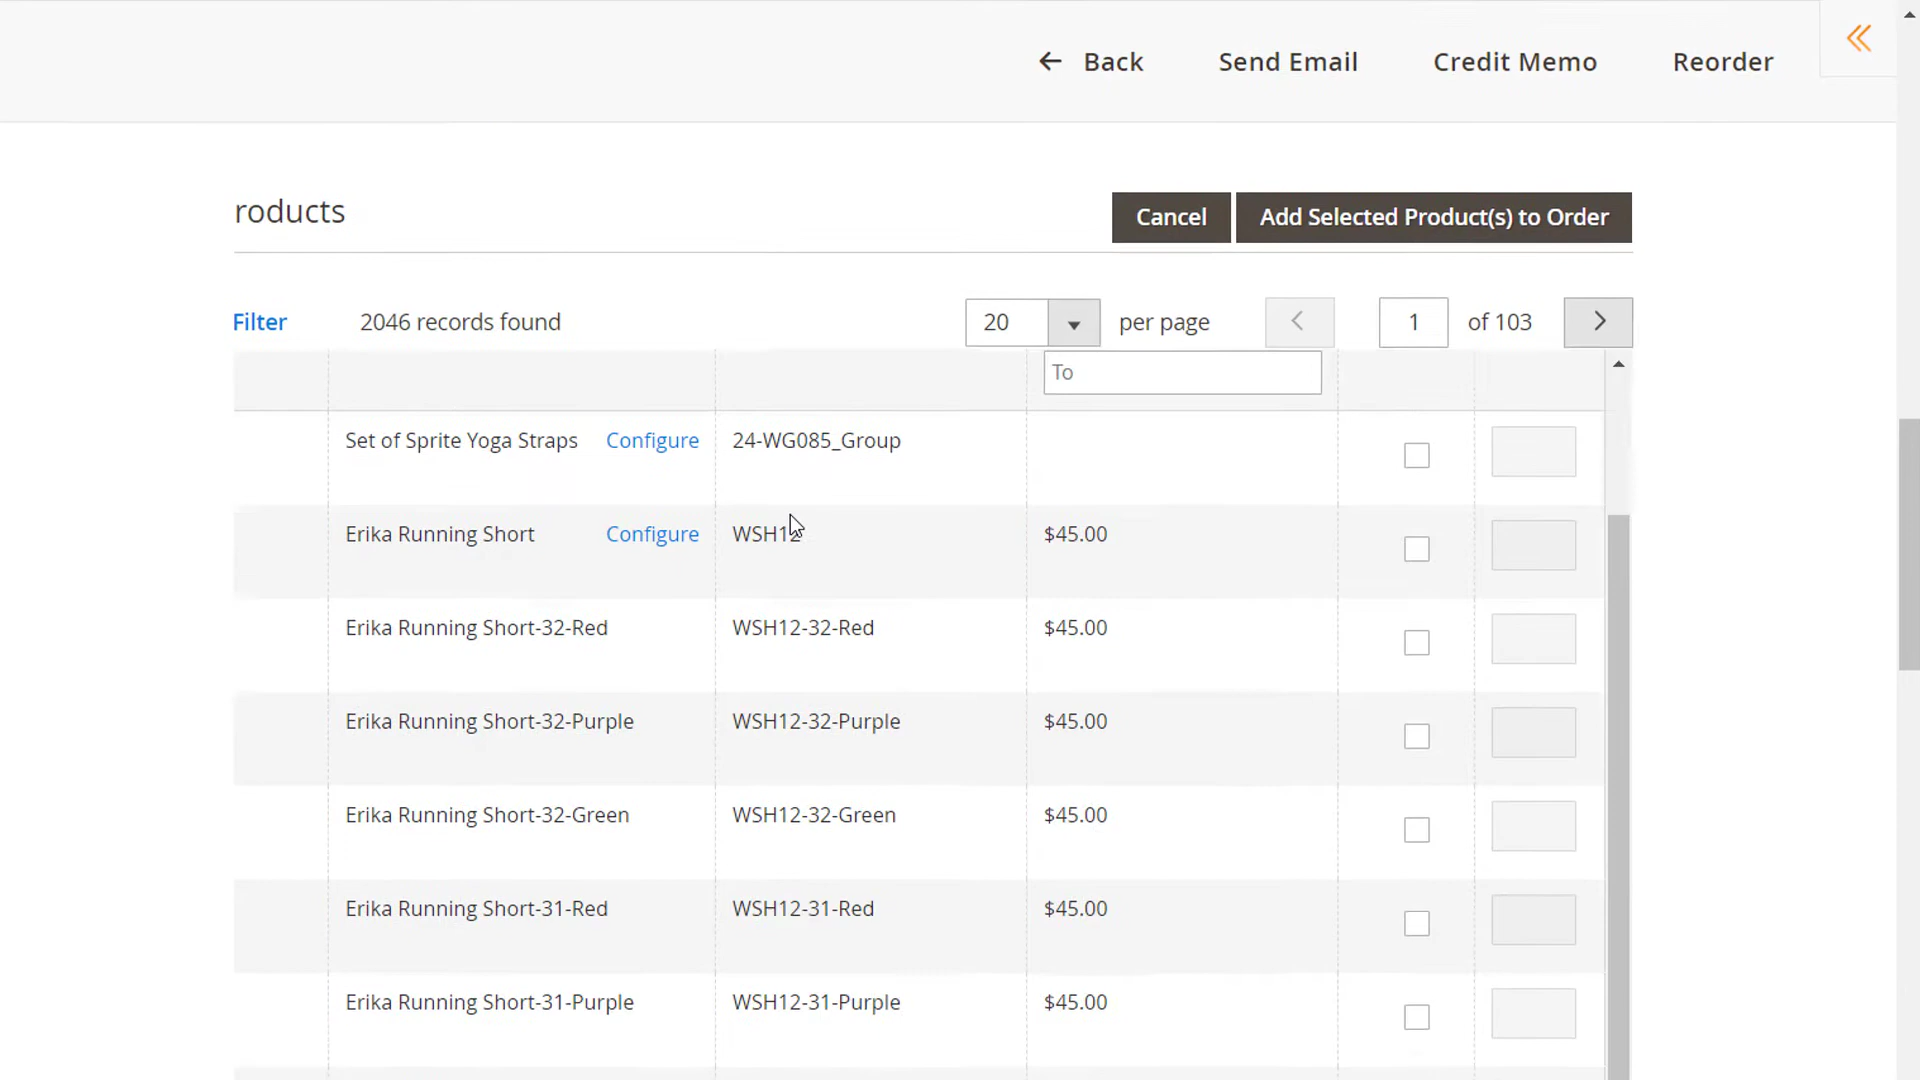 Back Send Email Credit Memo Reorder
roducts
Cancel Add Selected Product(s) to Order
Filter 2046 records found 20 per page 1 of 103
To
Set of Sprite Yoga Straps Configure 24-WG085_Group
Erika Running Short Configure WSH12 $45.00
Erika Running Short-32-Red WSH12-32-Red $45.00
Erika Running Short-32-Purple WSH12-32-Purple $45.00
Erika Running Short-32-Green WSH12-32-Green $45.00
Erika Running Short-31-Red WSH12-31-Red $45.00
Erika Running Short-31-Purple WSH12-31-Purple $45.00